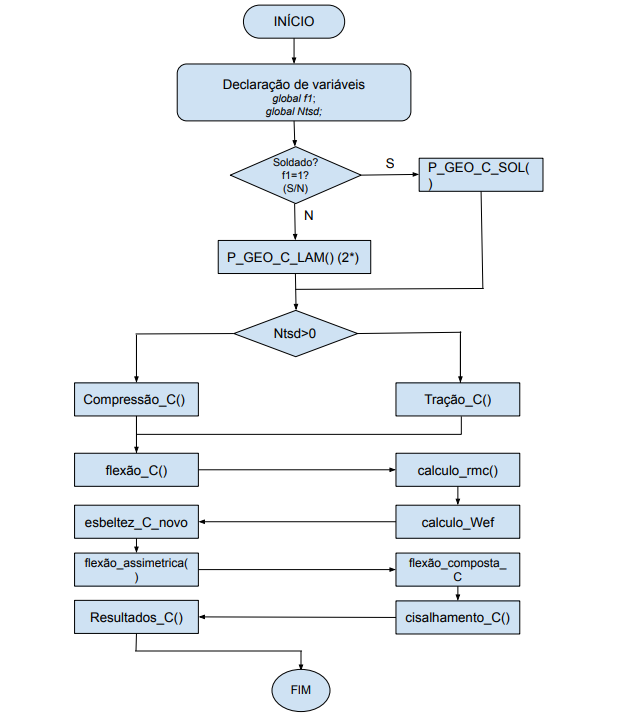 INÍCIO
Declaração de variáveis
global f1;
global Ntsd;
Soldado?
f1=1?
(S/N)
S
P_GEO_C_SOL(
)
N
P_GEO_C_LAM() (2*)
Ntsd>0
Compressão_C()
Tração_C()
flexão_C()
calculo_rmc()
esbeltez_C_novo
calculo_Wef
flexão_assimetrica(
)
flexão_composta_
C
Resultados_C()
cisalhamento_C()
FIM